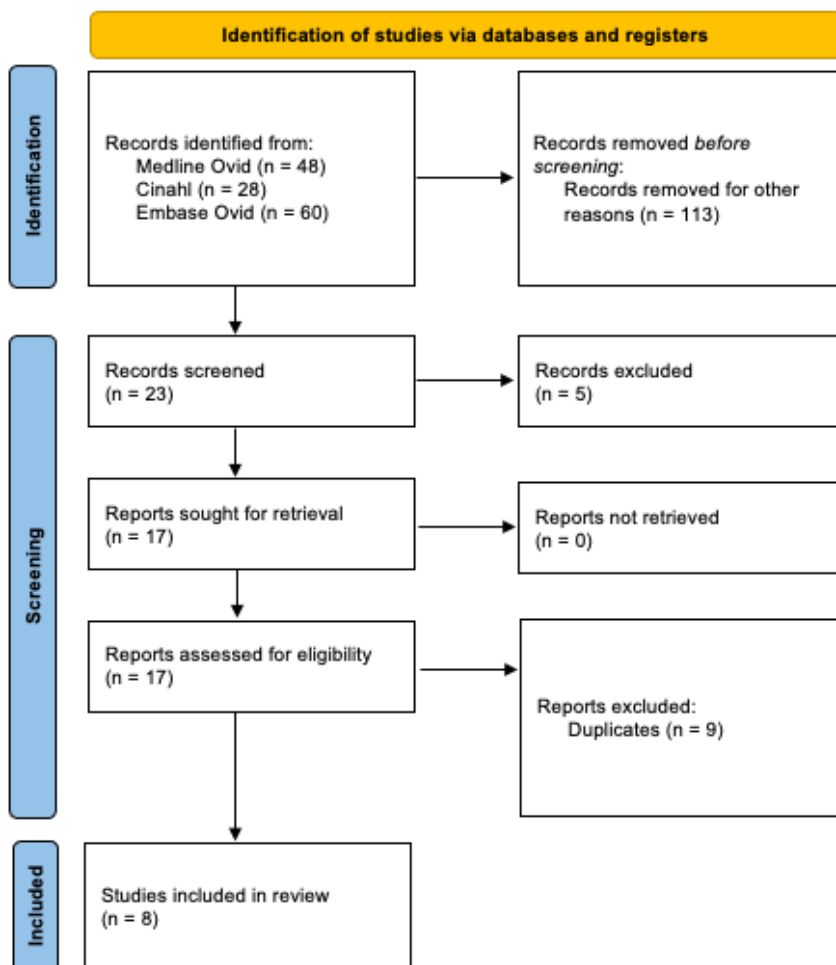 Identification of studies via databases and registers
Identification
Records identified from:
Medline Ovid (n = 48)
Cinahl (n = 28)
Embase Ovid (n = 60)
Records removed before
screening:
Records removed for other
reasons (n = 113)
Screening
Records screened
(n = 23)
Records excluded
(n = 5)
Reports sought for retrieval
(n = 17)
Reports not retrieved
(n = 0)
Reports assessed for eligibility
(n = 17)
Reports excluded:
Duplicates (n = 9)
Included
Studies included in review
(n = 8)